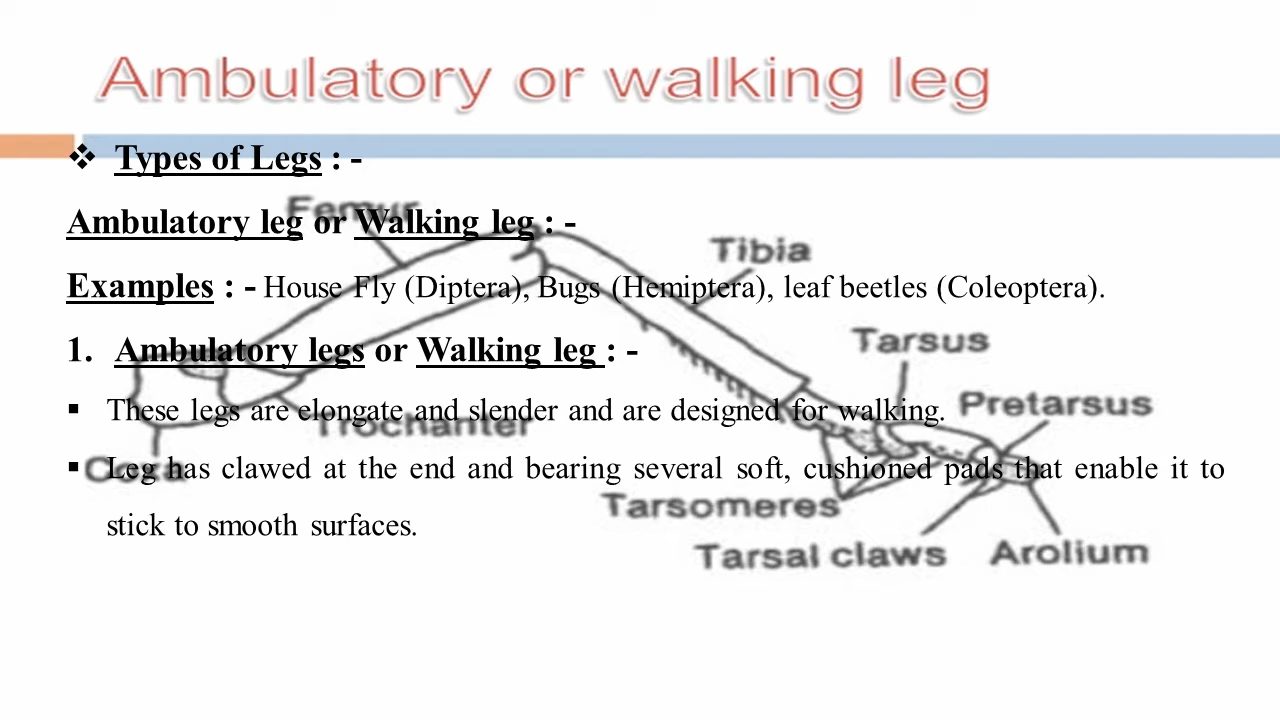 Ambulatory or walking leg
❖ Types of Legs : -
Femur
Ambulatory leg or Walking leg : -
Tibia
Examples : - House Fly (Diptera), Bugs (Hemiptera), leaf beetles (Coleoptera).
Tarsus
1. Ambulatory legs or Walking leg : -
Pretarsus
▪ These legs are elongate and slender and are designed for walking.
Trochanter
Coxa
▪ Leg has clawed at the end and bearing several soft, cushioned pads that enable it to
Tarsomeres
stick to smooth surfaces.
Tarsal claws
Arolium